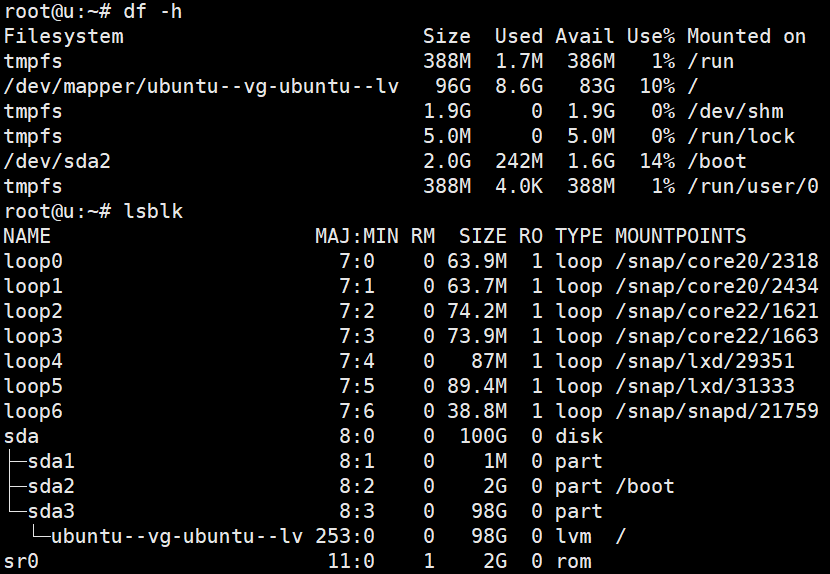 root@u:~# df -h
Filesystem                         Size  Used Avail Use% Mounted on
tmpfs                              388M  1.7M  386M   1% /run
/dev/mapper/ubuntu--vg-ubuntu--lv   96G  8.6G   83G  10% /
tmpfs                              1.9G     0  1.9G   0% /dev/shm
tmpfs                              5.0M     0  5.0M   0% /run/lock
/dev/sda2                          2.0G  242M  1.6G  14% /boot
tmpfs                              388M  4.0K  388M   1% /run/user/0
root@u:~# lsblk
NAME                      MAJ:MIN RM  SIZE RO TYPE MOUNTPOINTS
loop0                       7:0    0 63.9M  1 loop /snap/core20/2318
loop1                       7:1    0 63.7M  1 loop /snap/core20/2434
loop2                       7:2    0 74.2M  1 loop /snap/core22/1621
loop3                       7:3    0 73.9M  1 loop /snap/core22/1663
loop4                       7:4    0   87M  1 loop /snap/lxd/29351
loop5                       7:5    0 89.4M  1 loop /snap/lxd/31333
loop6                       7:6    0 38.8M  1 loop /snap/snapd/21759
sda                         8:0    0  100G  0 disk
├─sda1                      8:1    0    1M  0 part
├─sda2                      8:2    0    2G  0 part /boot
└─sda3                      8:3    0   98G  0 part
  └─ubuntu--vg-ubuntu--lv 253:0    0   98G  0 lvm  /
sr0                        11:0    1    2G  0 rom